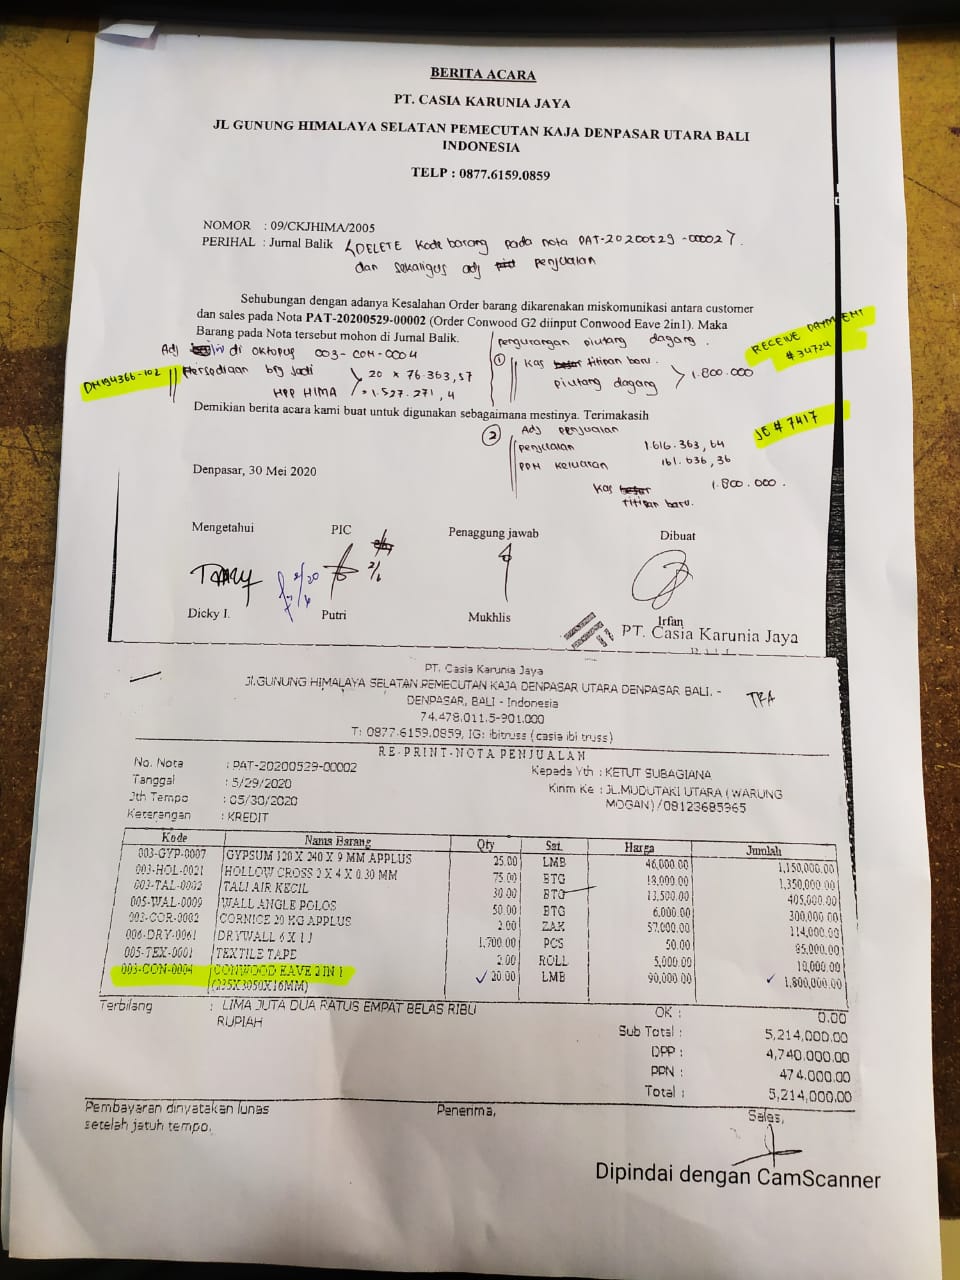 BERITA ACARA
PT. CASIA KARUNIA JAYA
JL GUNUNG HIMALAYA SELATAN PEMECUTAN KAJA DENPASAR UTARA BALI
INDONESIA
TELP : 0877.6159.0859
NOMOR : 09/CKJHIMA/2005
PERIHAL : Jurnal Balik (DELETE Kode barang pada nota PAT-20200529-00002).
dan sekaligus adj penjualan
Sehubungan dengan adanya Kesalahan Order barang dikarenakan miskomunikasi antara customer
dan sales pada Nota PAT-20200529-00002 (Order Conwood G2 diinput Conwood Eave 2in1). Maka
Barang pada Nota tersebut mohon di Jurnal Balik.
pengurangan piutang dagang.
RECEIVE PAYMENT
# 34724
Adj di OKTOPUS 003-CON-0004
1 Kas titipan baru.
piutang dagang 1.800.000
Persediaan brg jadi 20 x 76.363,57
HPP HIMA = 1.527.271,4
Demikian berita acara kami buat untuk digunakan sebagaimana mestinya. Terimakasih
2 Adj penjualan
JE # 7417
penjualan 1.616.363,64
PPN Keluaran 161.636,36
Kas 1.800.000.
titipan baru.
Denpasar, 30 Mei 2020
Mengetahui PIC Penaggung jawab Dibuat
2/6
Dicky I. Putri Mukhlis Irfan
PT. Casia Karunia Jaya
PT. Casia Karunia Jaya
Jl.GUNUNG HIMALAYA SELATAN PEMECUTAN KAJA DENPASAR UTARA DENPASAR BALI. -
DENPASAR, BALI - Indonesia
74.478.011.5-901.000
T: 0877.6159.0859, IG: ibitruss (casia ibi truss)
RE-PRINT-NOTA PENJUALAN
No. Nota : PAT-20200529-00002
Tanggal : 5/29/2020
Jth Tempo : 05/30/2020
Keterangan : KREDIT
Kepada Yth : KETUT SUBAGIANA
Kirim Ke : JL.MUDUTAKI UTARA (WARUNG
MOGAN) /08123685965
Kode Nama Barang Qty Sat. Harga Jumlah
003-GYP-0007 GYPSUM 120 X 240 X 9 MM APPLUS 25.00 LMB 46,000.00 1,150,000.00
003-HOL-0021 HOLLOW CROSS 2 X 4 X 0.30 MM 75.00 BTG 18,000.00 1,350,000.00
003-TAL-0002 TALI AIR KECIL 30.00 BTG 13,500.00 405,000.00
005-WAL-0009 WALL ANGLE POLOS 50.00 BTG 6,000.00 300,000.00
003-COR-0002 CORNICE 20 KG APPLUS 2.00 ZAK 57,000.00 114,000.00
006-DRY-0061 DRYWALL 6 X 1 1,700.00 PCS 50.00 85,000.00
005-TEX-0001 TEXTILE TAPE 2.00 ROLL 5,000.00 10,000.00
003-CON-0004 CONWOOD EAVE 2 IN 1 20.00 LMB 90,000.00 1,800,000.00
(235X3050X16MM)
Terbilang : LIMA JUTA DUA RATUS EMPAT BELAS RIBU
RUPIAH
OK : 0.00
Sub Total : 5,214,000.00
DPP : 4,740,000.00
PPN : 474,000.00
Total : 5,214,000.00
Pembayaran dinyatakan lunas
setelah jatuh tempo.
Penerima,
Sales,
Dipindai dengan CamScanner